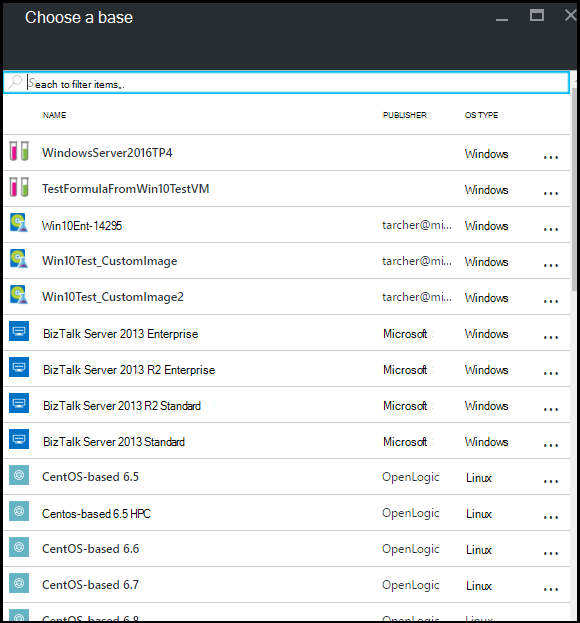 Choose a base
Seach to filter items,.
NAME PUBLISHER OS TYPE
WindowsServer2016TP4 Windows ...
TestFormulaFromWin10TestVM Windows ...
Win10Ent-14295 tarcher@mi... Windows ...
Win10Test_CustomImage tarcher@mi... Windows ...
Win10Test_CustomImage2 tarcher@mi... Windows ...
BizTalk Server 2013 Enterprise Microsoft Windows ...
BizTalk Server 2013 R2 Enterprise Microsoft Windows ...
BizTalk Server 2013 R2 Standard Microsoft Windows ...
BizTalk Server 2013 Standard Microsoft Windows ...
CentOS-based 6.5 OpenLogic Linux ...
Centos-based 6.5 HPC OpenLogic Linux ...
CentOS-based 6.6 OpenLogic Linux ...
CentOS-based 6.7 OpenLogic Linux ...
CentOS-based 6.8 OpenLogic Linux